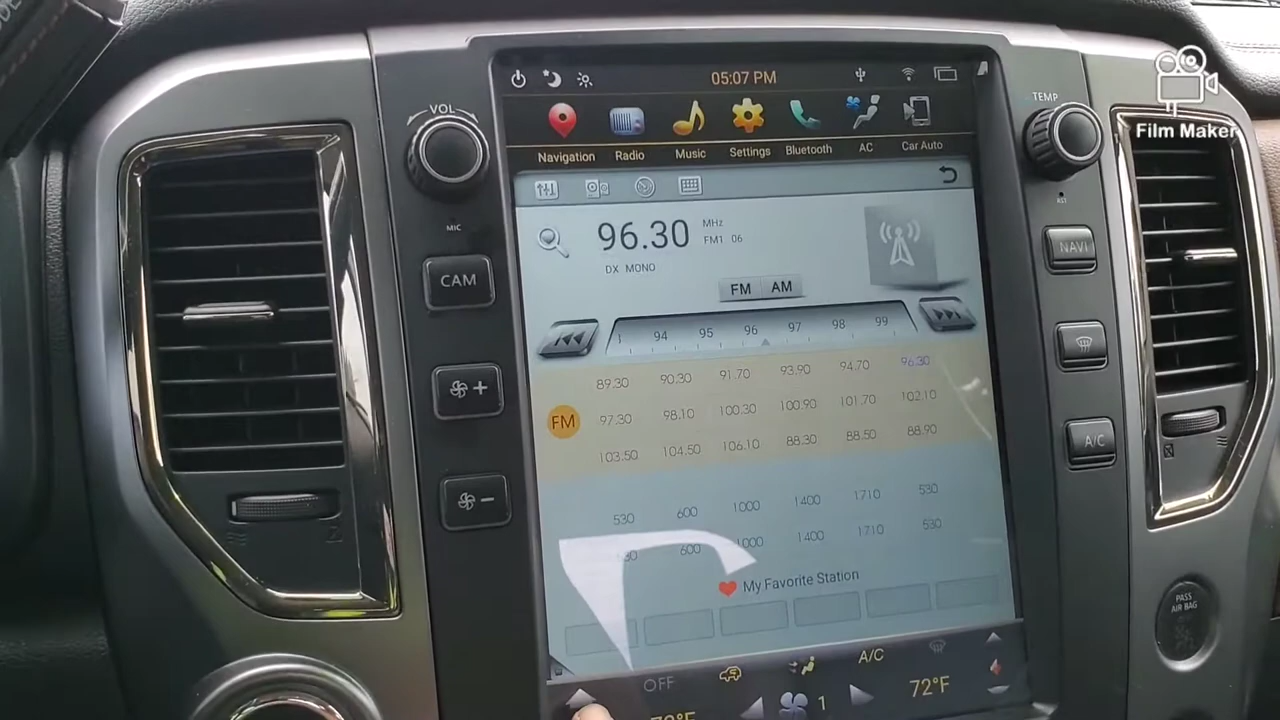 05:07 PM
VOL
TEMP
Film Maker
Navigation
Radio
Music
Settings
Bluetooth
AC
Car Auto
MIC
CAM
NAVI
A/C
96.30
MHz
FM1 06
DX MONO
FM AM
94 95 96 97 98 99
89.30 90.30 91.70 93.90 94.70 96.30
FM
97.30 98.10 100.30 100.90 101.70 102.10
103.50 104.50 106.10 88.30 88.50 88.90
530 600 1000 1400 1710 530
600 1000 1400 1710 530
My Favorite Station
PASS
AIR BAG
OFF
A/C
1
72°F